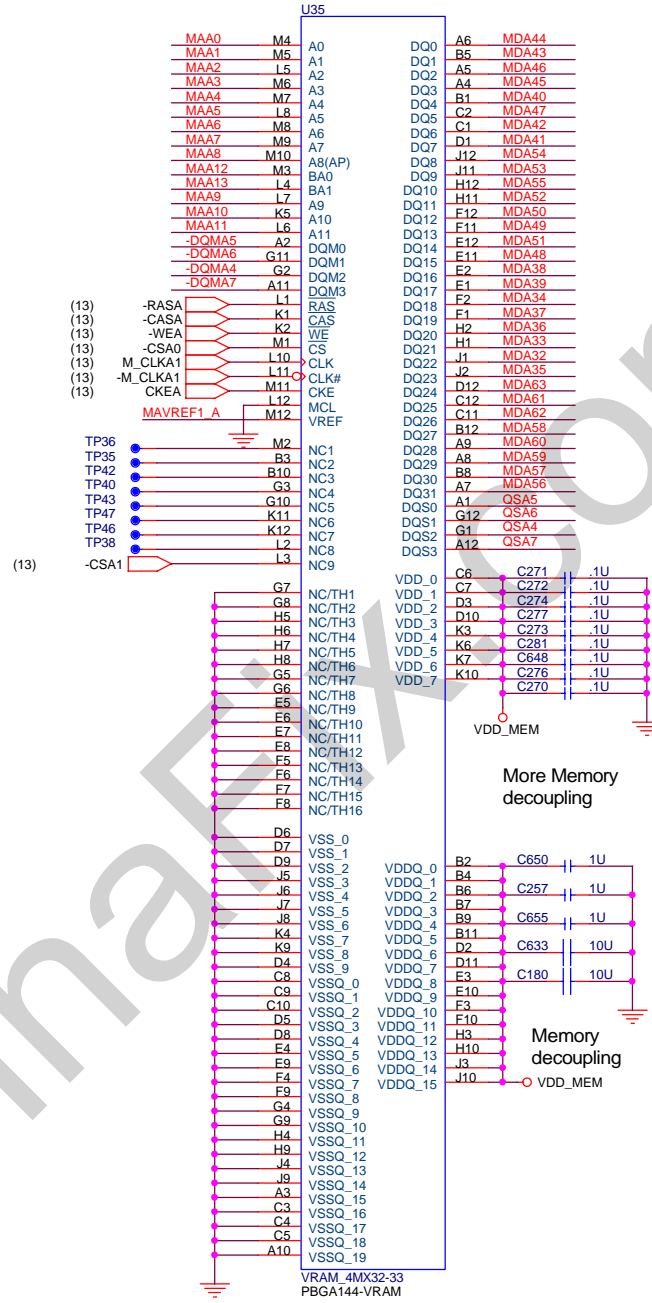 U35
MAA0 M4 A0 DQ0 A6 MDA44
MAA1 M5 A1 DQ1 B5 MDA43
MAA2 L5 A2 DQ2 A5 MDA46
MAA3 M6 A3 DQ3 A4 MDA45
MAA4 M7 A4 DQ4 B1 MDA40
MAA5 L8 A5 DQ5 C2 MDA47
MAA6 M8 A6 DQ6 C1 MDA42
MAA7 M9 A7 DQ7 D1 MDA41
MAA8 M10 A8(AP) DQ8 J12 MDA54
MAA12 M3 BA0 DQ9 J11 MDA53
MAA13 L4 BA1 DQ10 H12 MDA55
MAA9 L7 A9 DQ11 H11 MDA52
MAA10 K5 A10 DQ12 F12 MDA50
MAA11 L6 A11 DQ13 F11 MDA49
-DQMA5 A2 DQM0 DQ14 E12 MDA51
-DQMA6 G11 DQM1 DQ15 E11 MDA48
-DQMA4 G2 DQM2 DQ16 E2 MDA38
-DQMA7 A11 DQM3 DQ17 E1 MDA39
(13) -RASA L1 RAS DQ18 F2 MDA34
(13) -CASA K1 CAS DQ19 F1 MDA37
(13) -WEA K2 WE DQ20 H2 MDA36
(13) -CSA0 M1 CS DQ21 H1 MDA33
(13) M_CLKA1 L10 CLK DQ22 J1 MDA32
(13) -M_CLKA1 L11 CLK# DQ23 J2 MDA35
(13) CKEA M11 CKE DQ24 D12 MDA63
L12 MCL DQ25 C12 MDA61
MAVREF1_A M12 VREF DQ26 C11 MDA62
DQ27 B12 MDA58
TP36 M2 NC1 DQ28 A9 MDA60
TP35 B3 NC2 DQ29 A8 MDA59
TP42 B10 NC3 DQ30 B8 MDA57
TP40 G3 NC4 DQ31 A7 MDA56
TP43 G10 NC5 DQS0 A1 QSA5
TP47 K11 NC6 DQS1 G12 QSA6
TP46 K12 NC7 DQS2 G1 QSA4
TP38 L2 NC8 DQS3 A12 QSA7
(13) -CSA1 L3 NC9
VDD_0 C6 C271 .1U
G7 NC/TH1 VDD_1 C7 C272 .1U
G8 NC/TH2 VDD_2 D3 C274 .1U
H5 NC/TH3 VDD_3 D10 C277 .1U
H6 NC/TH4 VDD_4 K3 C273 .1U
H7 NC/TH5 VDD_5 K6 C281 .1U
H8 NC/TH6 VDD_6 K7 C648 .1U
G5 NC/TH7 VDD_7 K10 C276 .1U
G6 NC/TH8 C270 .1U
E5 NC/TH9
E6 NC/TH10 VDD_MEM
E7 NC/TH11
E8 NC/TH12
F5 NC/TH13
F6 NC/TH14
F7 NC/TH15
F8 NC/TH16
More Memory
decoupling
D6 VSS_0
D7 VSS_1 VDDQ_0 B2 C650 1U
D9 VSS_2 VDDQ_1 B4
J5 VSS_3 VDDQ_2 B6 C257 1U
J6 VSS_4 VDDQ_3 B7
J7 VSS_5 VDDQ_4 B9 C655 1U
J8 VSS_6 VDDQ_5 B11
K4 VSS_7 VDDQ_6 D2 C633 10U
K9 VSS_8 VDDQ_7 D11
D4 VSS_9 VDDQ_8 E3 C180 10U
C8 VSSQ_0 VDDQ_9 E10
C9 VSSQ_1 VDDQ_10 F3
C10 VSSQ_2 VDDQ_11 F10
D5 VSSQ_3 VDDQ_12 H3
D8 VSSQ_4 VDDQ_13 H10
E4 VSSQ_5 VDDQ_14 J3
E9 VSSQ_6 VDDQ_15 J10 VDD_MEM
Memory
decoupling
F4 VSSQ_7
F9 VSSQ_8
G4 VSSQ_9
G9 VSSQ_10
H4 VSSQ_11
H9 VSSQ_12
J4 VSSQ_13
J9 VSSQ_14
A3 VSSQ_15
C3 VSSQ_16
C4 VSSQ_17
C5 VSSQ_18
A10 VSSQ_19
VRAM_4MX32-33
PBGA144-VRAM